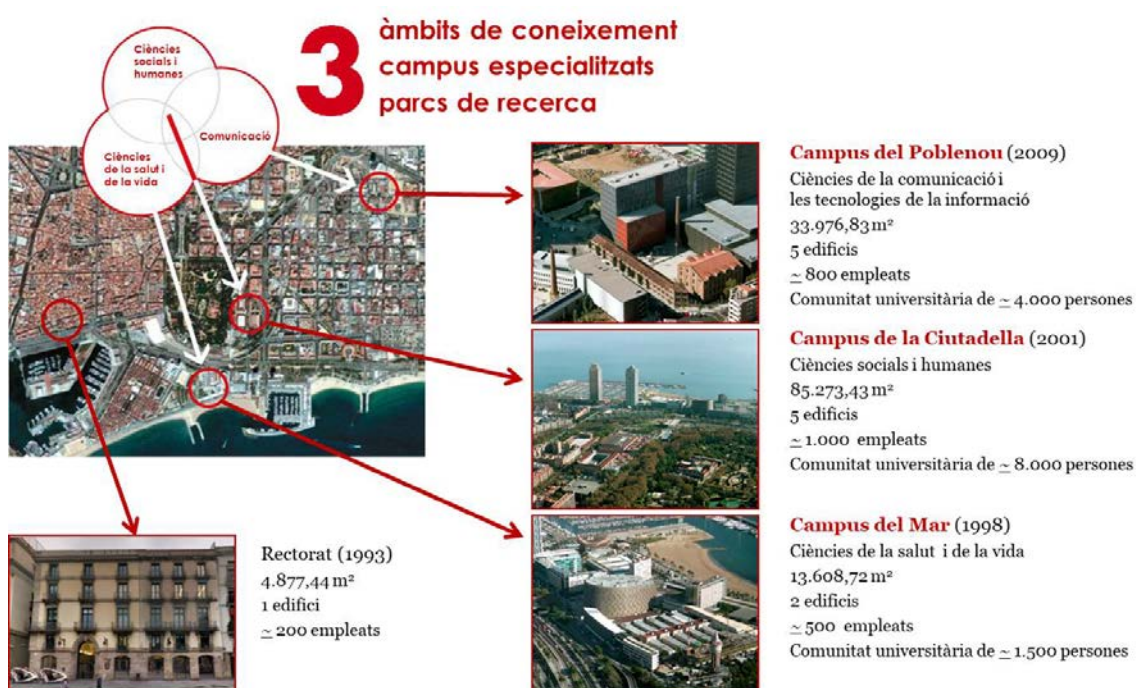 3
àmbits de coneixement
campus especialitzats
parcs de recerca
Ciències
socials i
humanes
Comunicació
Ciències
de la salut i
de la vida
Campus del Poblenou (2009)
Ciències de la comunicació i
les tecnologies de la informació
33.976,83 m²
5 edificis
~ 800 empleats
Comunitat universitària de ~ 4.000 persones
Campus de la Ciutadella (2001)
Ciències socials i humanes
85.273,43 m²
5 edificis
~ 1.000 empleats
Comunitat universitària de ~ 8.000 persones
Campus del Mar (1998)
Ciències de la salut i de la vida
13.608,72 m²
2 edificis
~ 500 empleats
Comunitat universitària de ~ 1.500 persones
Rectorat (1993)
4.877,44 m²
1 edifici
~ 200 empleats